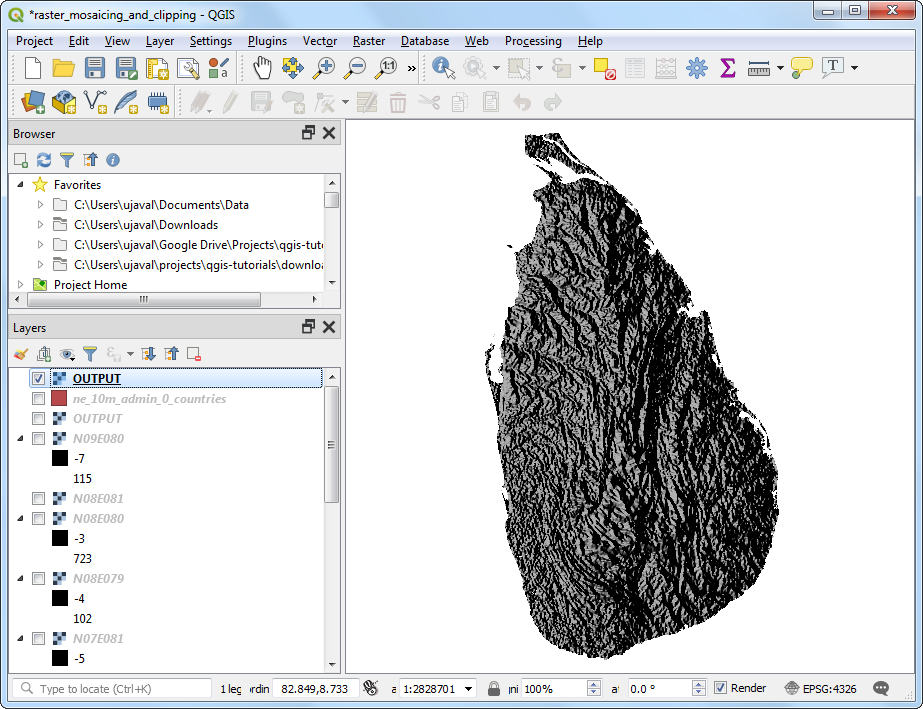 *raster_mosaicing_and_clipping - QGIS
Project Edit View Layer Settings Plugins Vector Raster Database Web Processing Help
1:1
»
T
Browser
Favorites
C:\Users\ujaval\Documents\Data
C:\Users\ujaval\Downloads
C:\Users\ujaval\Google Drive\Projects\qgis-tut
C:\Users\ujaval\projects\qgis-tutorials\downloa
Project Home
Layers
OUTPUT
ne_10m_admin_0_countries
OUTPUT
N09E080
-7
115
N08E081
N08E080
-3
723
N08E079
-4
102
N07E081
-5
Type to locate (Ctrl+K) 1 leg ordin 82.849,8.733 a 1:2828701 ni 100% at 0.0 ° Render EPSG:4326